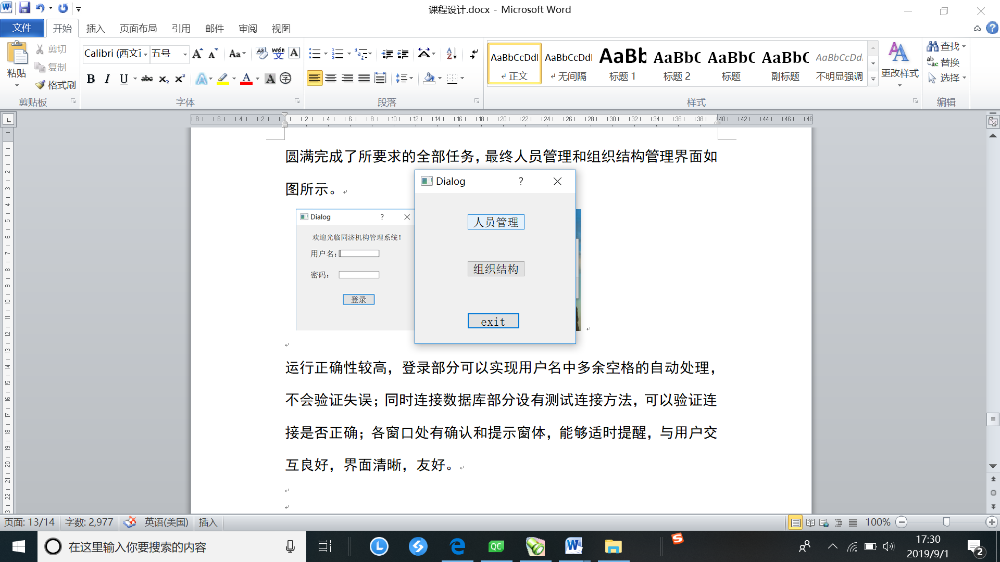 课程设计.docx - Microsoft Word
文件 开始 插入 页面布局 引用 邮件 审阅 视图
粘贴 剪切 复制 格式刷
Calibri (西文正 五号
AaBbCcDdI AaBbCcDdI AaBb AaBbC AaBbC AaBbC AaBbCcDd.
正文 无间隔 标题 1 标题 2 标题 副标题 不明显强调
更改样式
查找
替换
选择
剪贴板 字体 段落 样式 编辑
圆满完成了所要求的全部任务，最终人员管理和组织结构管理界面如
图所示。
Dialog ?
欢迎光临同济机构管理系统！
用户名：
密码：
登录
Dialog ?
人员管理
组织结构
exit
运行正确性较高，登录部分可以实现用户名中多余空格的自动处理，
不会验证失误；同时连接数据库部分设有测试连接方法，可以验证连
接是否正确；各窗口处有确认和提示窗体，能够适时提醒，与用户交
互良好，界面清晰，友好。
页面: 13/14 字数: 2,977 英语(美国) 插入 100%
在这里输入你要搜索的内容
17:30
2019/9/1
2